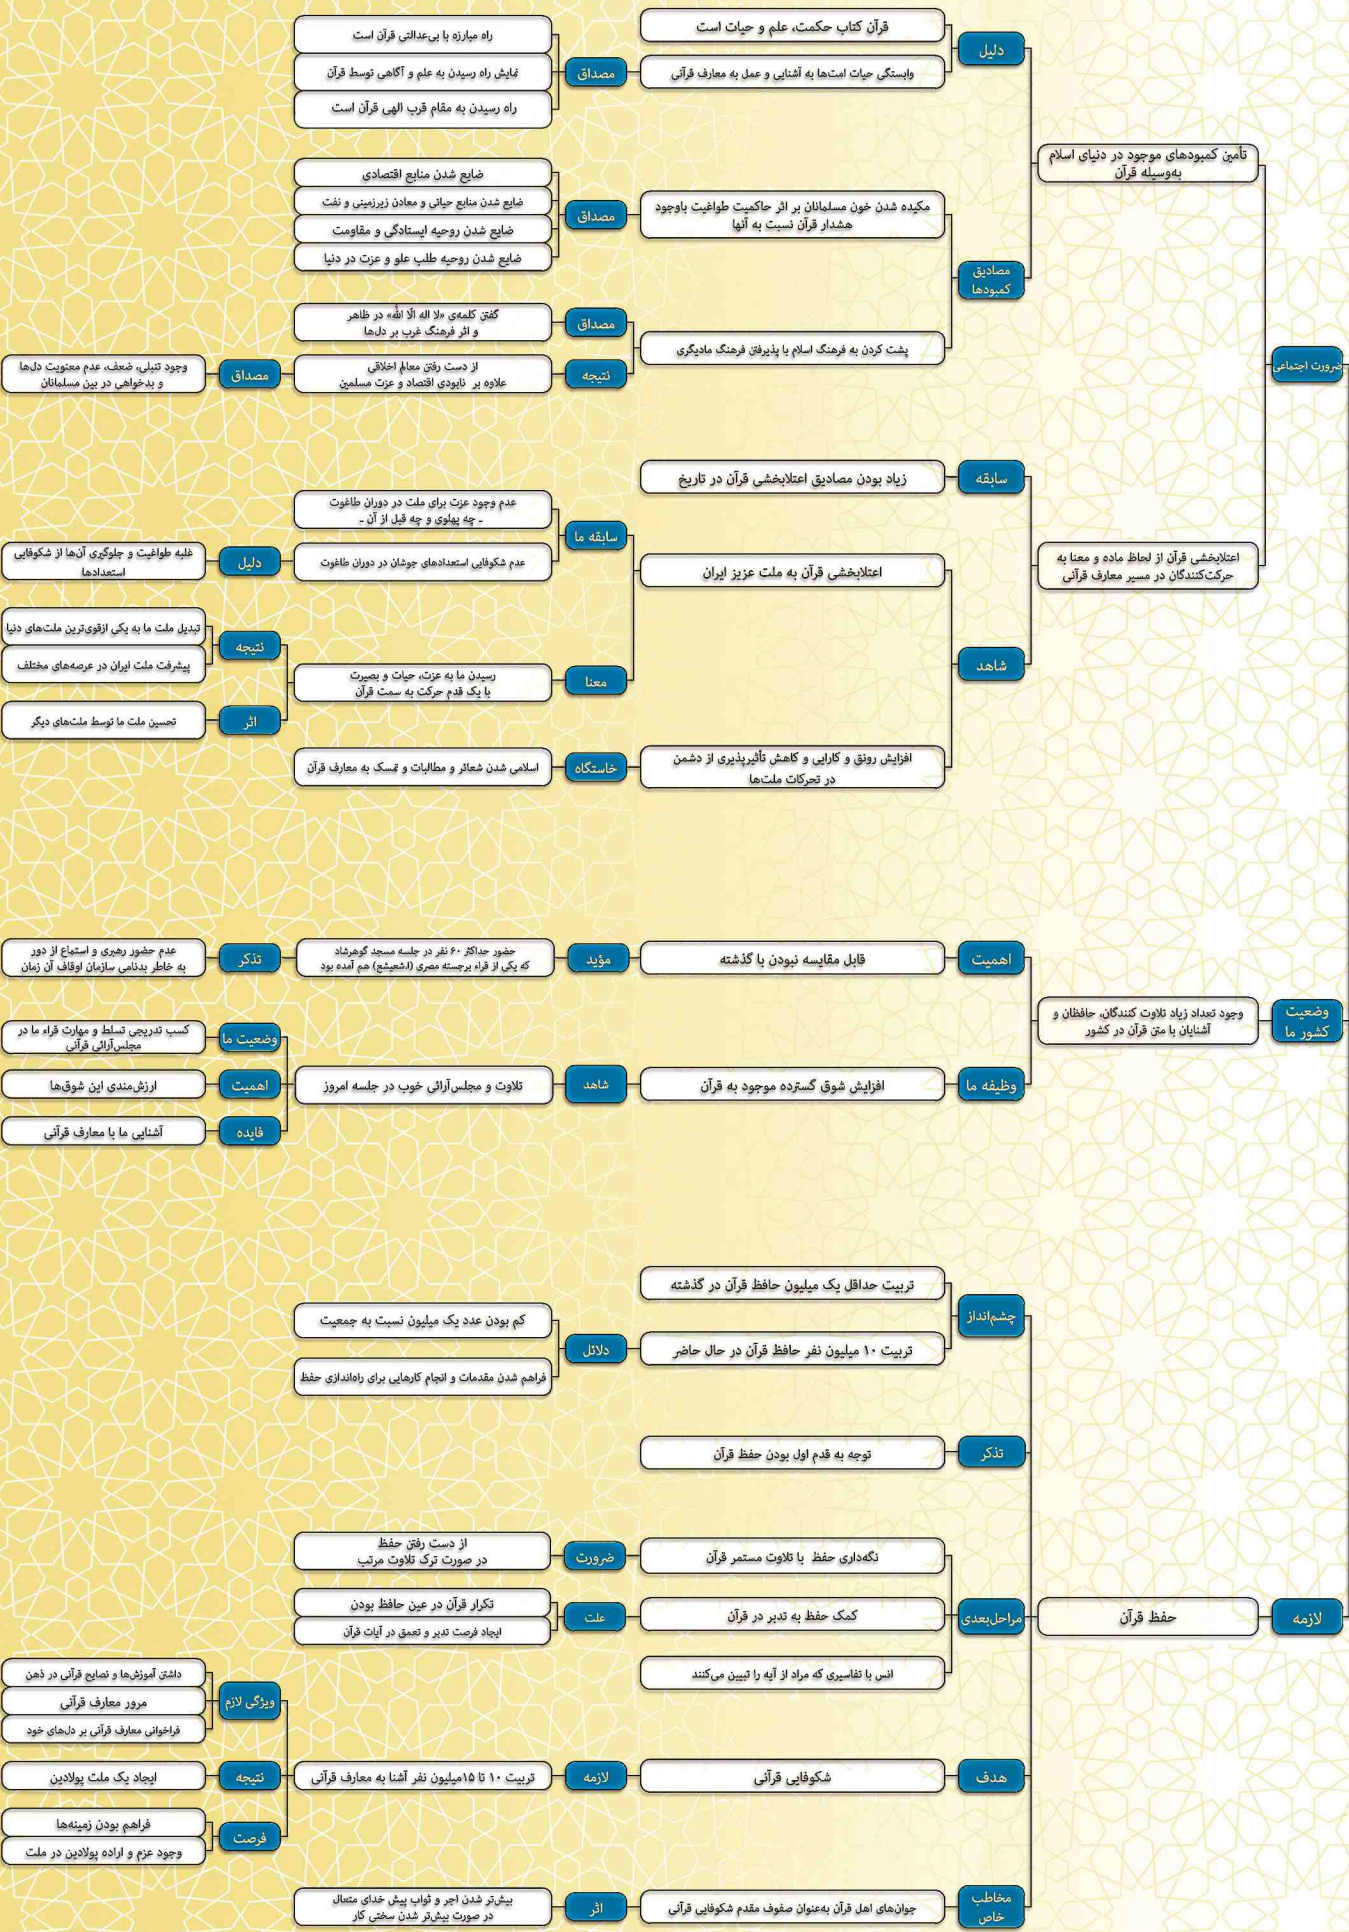 ضرورت اجتماعی
تأمین کمبودهای موجود در دنیای اسلام
به‌وسیله قرآن
دلیل
قرآن کتاب حکمت، علم و حیات است
وابستگی حیات امت‌ها به آشنایی و عمل به معارف قرآنی
مصداق
راه مبارزه با بی‌عدالتی قرآن است
نمایش راه رسیدن به علم و آگاهی توسط قرآن
راه رسیدن به مقام قرب الهی قرآن است
مصادیق
کمبودها
مکیده شدن خون مسلمانان بر اثر حاکمیت طواغیت باوجود
هشدار قرآن نسبت به آنها
مصداق
ضایع شدن منابع اقتصادی
ضایع شدن منابع حیاتی و معادن زیرزمینی و نفت
ضایع شدن روحیه ایستادگی و مقاومت
ضایع شدن روحیه طلب علو و عزت در دنیا
پشت کردن به فرهنگ اسلام با پذیرفتن فرهنگ مادیگری
مصداق
گفتن کلمه‌ی «لا اله الّا اللّه» در ظاهر
و اثر فرهنگ غرب بر دل‌ها
نتیجه
از دست رفتن معالم اخلاقی
علاوه بر نابودی اقتصاد و عزت مسلمین
مصداق
وجود تنبلی، ضعف، عدم معنویت دل‌ها
و بدخواهی در بین مسلمانان
اعتلابخشی قرآن از لحاظ ماده و معنا به
حرکت‌کنندگان در مسیر معارف قرآنی
سابقه
زیاد بودن مصادیق اعتلابخشی قرآن در تاریخ
شاهد
اعتلابخشی قرآن به ملت عزیز ایران
سابقه ما
عدم وجود عزت برای ملت در دوران طاغوت
ـ چه پهلوی و چه قبل از آن ـ
عدم شکوفایی استعدادهای جوشان در دوران طاغوت
دلیل
غلبه طواغیت و جلوگیری آن‌ها از شکوفایی
استعدادها
معنا
رسیدن ما به عزت، حیات و بصیرت
با یک قدم حرکت به سمت قرآن
نتیجه
تبدیل ملت ما به یکی ازقوی‌ترین ملت‌های دنیا
پیشرفت ملت ایران در عرصه‌های مختلف
اثر
تحسین ملت ما توسط ملت‌های دیگر
افزایش رونق و کارایی و کاهش تأثیرپذیری از دشمن
در تحرکات ملت‌ها
خاستگاه
اسلامی شدن شعائر و مطالبات و تمسک به معارف قرآن
وضعیت
کشور ما
وجود تعداد زیاد تلاوت کنندگان، حافظان و
آشنایان با متن قرآن در کشور
اهمیت
قابل مقایسه نبودن با گذشته
مؤید
حضور حداکثر ۶۰ نفر در جلسه مسجد گوهرشاد
که یکی از قراء برجسته مصری (ا.شعیشع) هم آمده بود
تذکر
عدم حضور رهبری و استماع از دور
به خاطر بدنامی سازمان اوقاف آن زمان
وظیفه ما
افزایش شوق گسترده موجود به قرآن
شاهد
تلاوت و مجلس‌آرائی خوب در جلسه امروز
وضعیت ما
کسب تدریجی تسلط و مهارت قراء ما در
مجلس‌آرائی قرآنی
اهمیت
ارزش‌مندی این شوق‌ها
فایده
آشنایی ما با معارف قرآنی
لازمه
حفظ قرآن
چشم‌انداز
تربیت حداقل یک میلیون حافظ قرآن در گذشته
تربیت ۱۰ میلیون نفر حافظ قرآن در حال حاضر
دلائل
کم بودن عدد یک میلیون نسبت به جمعیت
فراهم شدن مقدمات و انجام کارهایی برای راه‌اندازی حفظ
تذکر
توجه به قدم اول بودن حفظ قرآن
مراحل‌بعدی
نگه‌داری حفظ با تلاوت مستمر قرآن
ضرورت
از دست رفتن حفظ
در صورت ترک تلاوت مرتب
کمک حفظ به تدبر در قرآن
علت
تکرار قرآن در عین حافظ بودن
ایجاد فرصت تدبر و تعمق در آیات قرآن
انس با تفاسیری که مراد از آیه را تبیین می‌کنند
هدف
شکوفایی قرآنی
لازمه
تربیت ۱۰ تا ۱۵میلیون نفر آشنا به معارف قرآنی
ویژگی لازم
داشتن آموزش‌ها و نصایح قرآنی در ذهن
مرور معارف قرآنی
فراخوانی معارف قرآنی بر دل‌های خود
نتیجه
ایجاد یک ملت پولادین
فرصت
فراهم بودن زمینه‌ها
وجود عزم و اراده پولادین در ملت
مخاطب
خاص
جوان‌های اهل قرآن به‌عنوان صفوف مقدم شکوفایی قرآنی
اثر
بیش‌تر شدن اجر و ثواب پیش خدای متعال
در صورت بیش‌تر شدن سختی کار